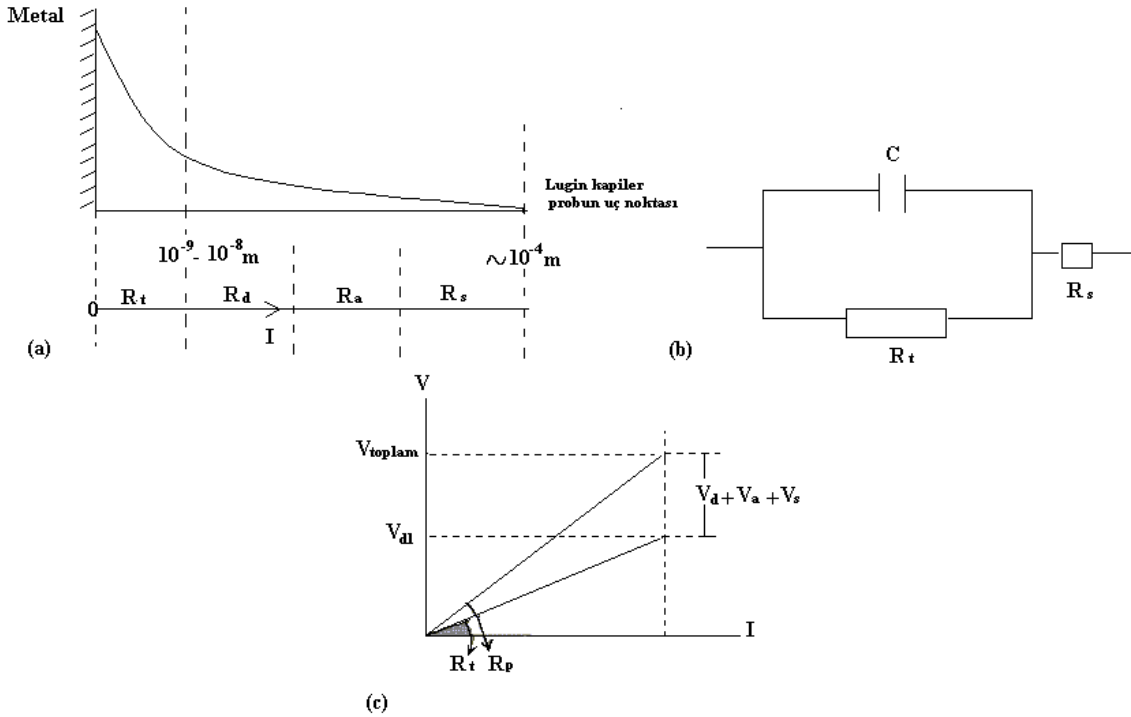 Metal
Lugin kapiler
probun uç noktası
10⁻⁹- 10⁻⁸m
~10⁻⁴m
0 Rt Rd Ra Rs
I
(a)
C
Rs
Rt
(b)
V
Vtoplam
Vd+Va+Vs
Vdl
I
Rt Rp
(c)